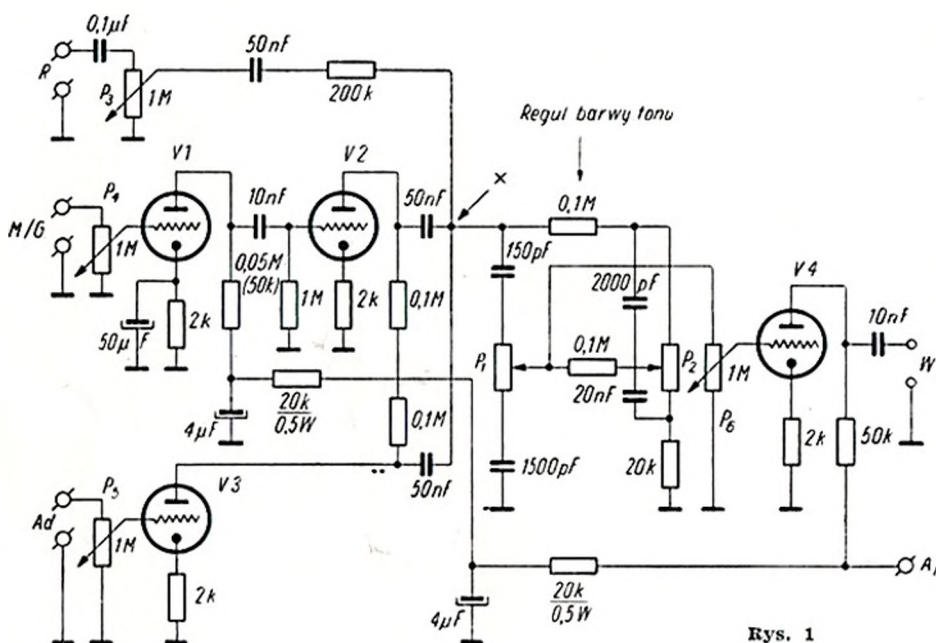 0,1μF
R
P3
1M
50nF
200k
Regul barwy tonu
V1
V2
M/G
P4
1M
10nF
50nF
x
0,1M
150pF
2000 pF
V4
10nF
W
0,05M
(50k)
1M
2k
0,1M
50μF
2k
P1
0,1M
P2
1M
20nF
P6
20k
0,5W
4μF
0,1M
50nF
1500pF
20k
2k
50k
V3
Ad
P5
1M
2k
4μF
20k
0,5W
Rys. 1